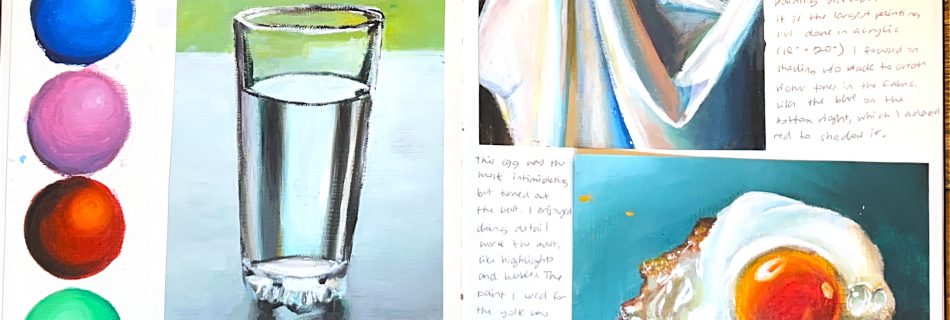 it is the largest painting
I've done in acrylic
(16" × 20") I focused on
shading w/o black to create
richer tones in the fabric,
like the blue on the
bottom right, which I added
red to shadow it.
This egg was the
most intimidating
but turned out
the best. I enjoyed
doing detail
work the most,
like highlights
and bubbles. The
paint I used for
the yolk was